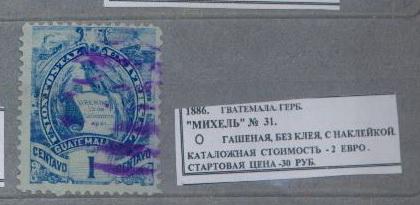 UNION POSTAL UNIVERSAL
GUATEMALA
CENTAVO 1 CENTAVO
1886. ГВАТЕМАЛА. ГЕРБ.
"МИХЕЛЬ" № 31.
О ГАШЕНАЯ, БЕЗ КЛЕЯ, С НАКЛЕЙКОЙ.
КАТАЛОЖНАЯ СТОИМОСТЬ - 2 ЕВРО.
СТАРТОВАЯ ЦЕНА -30 РУБ.